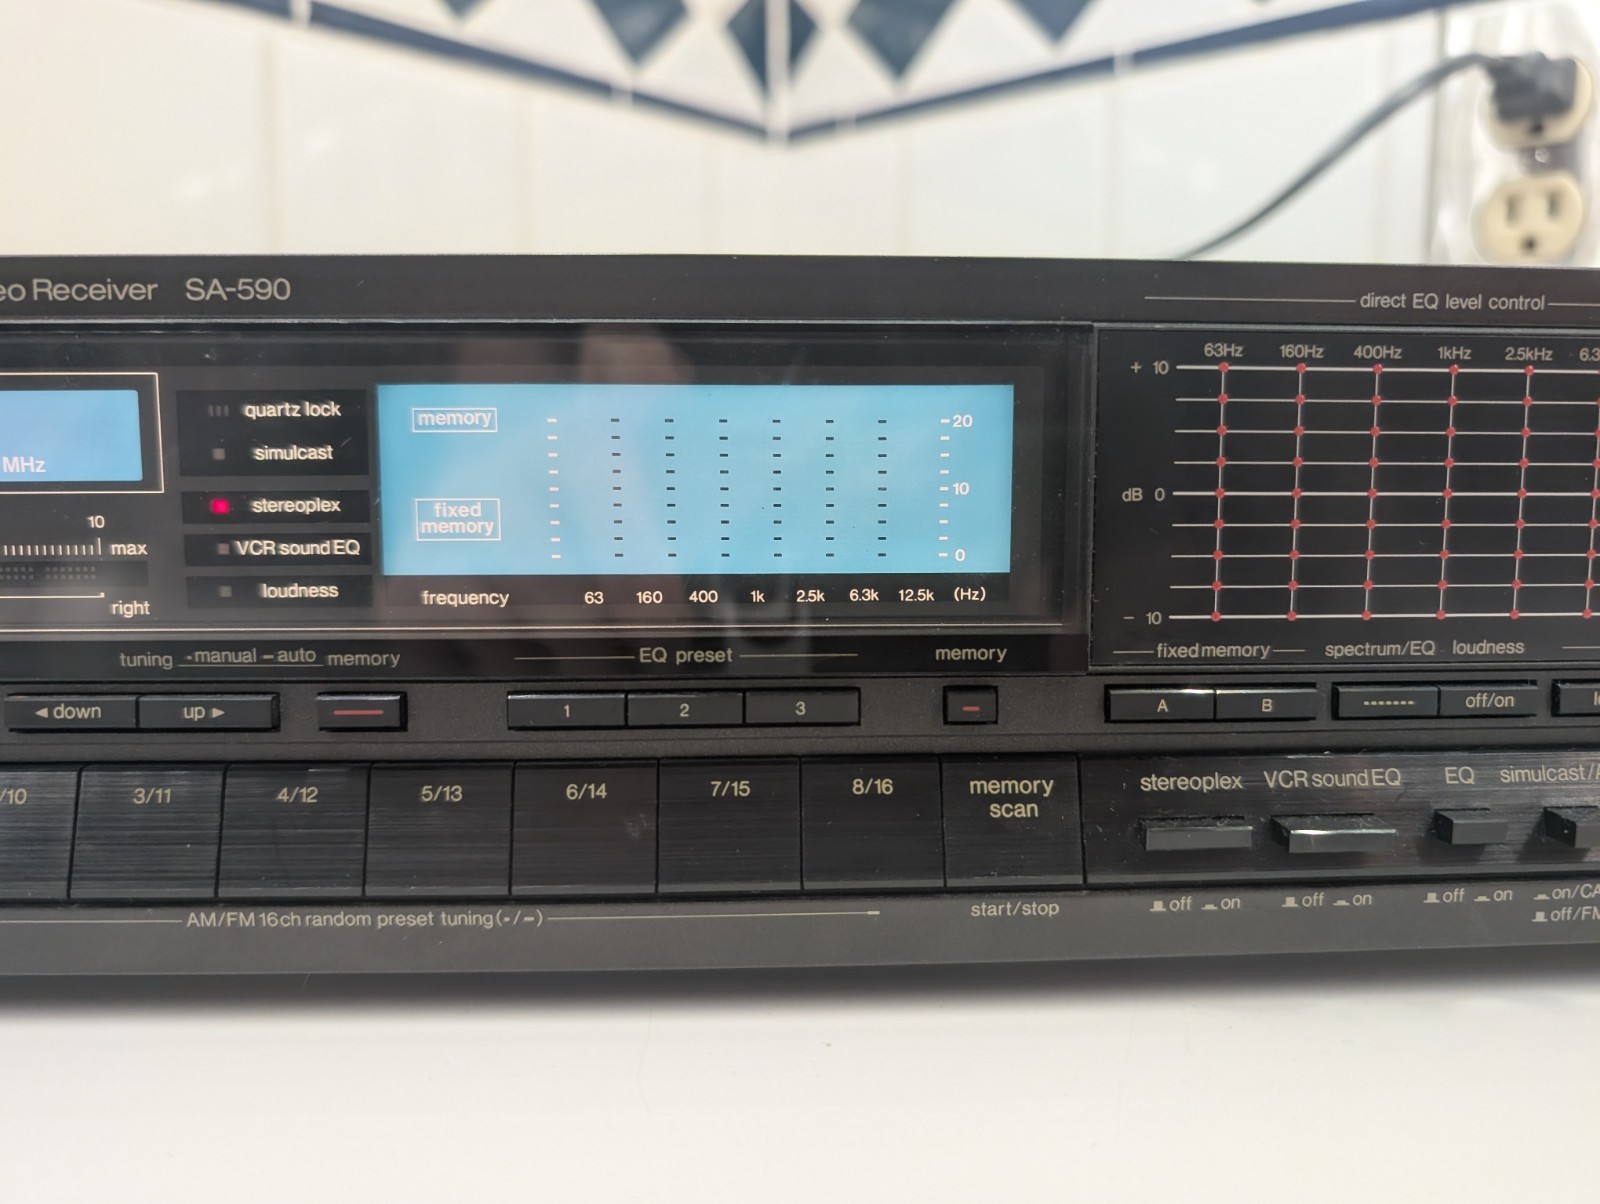 Receiver SA-590
direct EQ level control
63Hz 160Hz 400Hz 1kHz 2.5kHz
+ 10
dB 0
- 10
MHz
10
max
right
quartz lock
simulcast
stereoplex
VCR sound EQ
loudness
memory
fixed
memory
20
10
0
frequency 63 160 400 1k 2.5k 6.3k 12.5k (Hz)
tuning manual - auto memory
EQ preset
memory
fixed memory spectrum/EQ loudness
◄ down up ►
1 2 3
A B off/on
3/11 4/12 5/13 6/14 7/15 8/16
memory
scan
stereoplex VCR sound EQ EQ
AM/FM 16 ch random preset tuning (-/-)
start/stop
off on off on off on